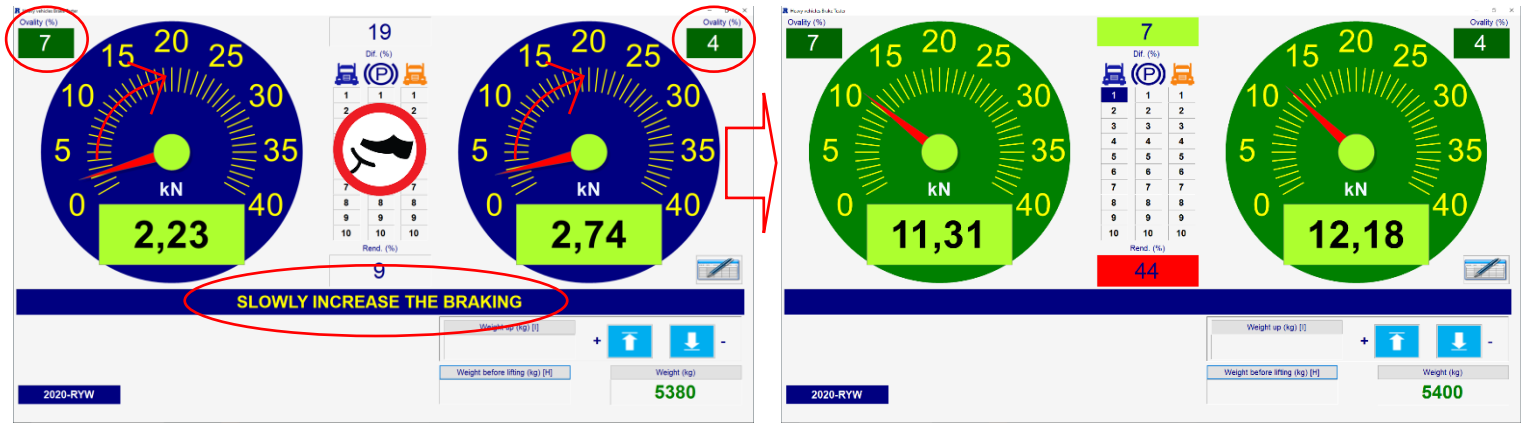 Heavy vehicles Brake Tester
Ovality (%)
7
19
Dif. (%)
Ovality (%)
4
0 5 10 15 20 25 30 35 40
kN
2,23
P
1 1 1
2 2
7
8 8 8
9 9 9
10 10 10
Rend. (%)
9
0 5 10 15 20 25 30 35 40
kN
2,74
SLOWLY INCREASE THE BRAKING
Weight up (kg) [I]
+ -
Weight before lifting (kg) [H]
Weight (kg)
5380
2020-RYW
Heavy vehicles Brake Tester
Ovality (%)
7
7
Dif. (%)
Ovality (%)
4
0 5 10 15 20 25 30 35 40
kN
11,31
P
1 1 1
2 2 2
3 3 3
4 4 4
5 5 5
6 6 6
7 7 7
8 8 8
9 9 9
10 10 10
Rend. (%)
44
0 5 10 15 20 25 30 35 40
kN
12,18
Weight up (kg) [I]
+ -
Weight before lifting (kg) [H]
Weight (kg)
5400
2020-RYW